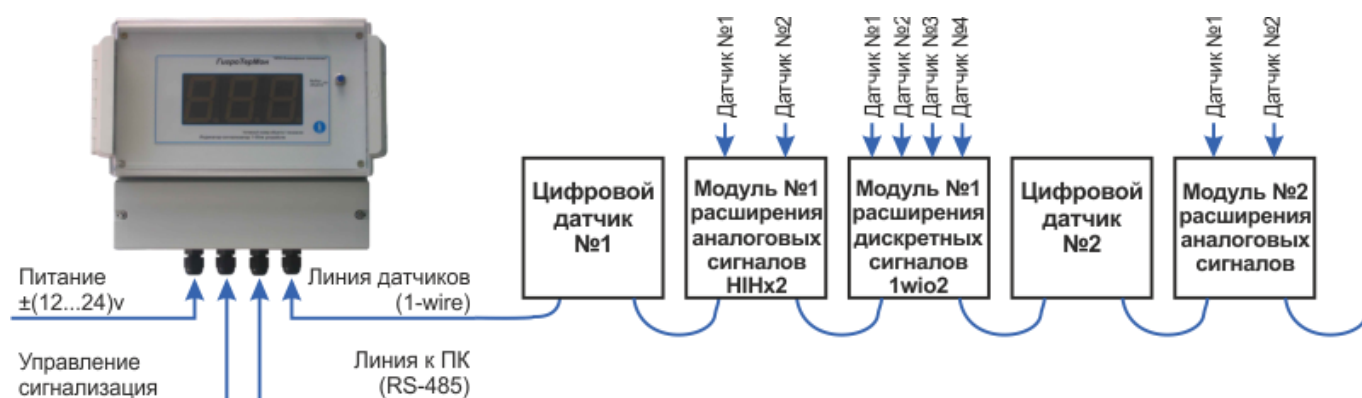 ГигроТерМон
Питание
±(12...24)v
Управление
сигнализация
Линия датчиков
(1-wire)
Линия к ПК
(RS-485)
Цифровой
датчик
№1
Датчик №1
Датчик №2
Модуль №1
расширения
аналоговых
сигналов
HIHx2
Датчик №1
Датчик №2
Датчик №3
Датчик №4
Модуль №1
расширения
дискретных
сигналов
1wio2
Цифровой
датчик
№2
Датчик №1
Датчик №2
Модуль №2
расширения
аналоговых
сигналов